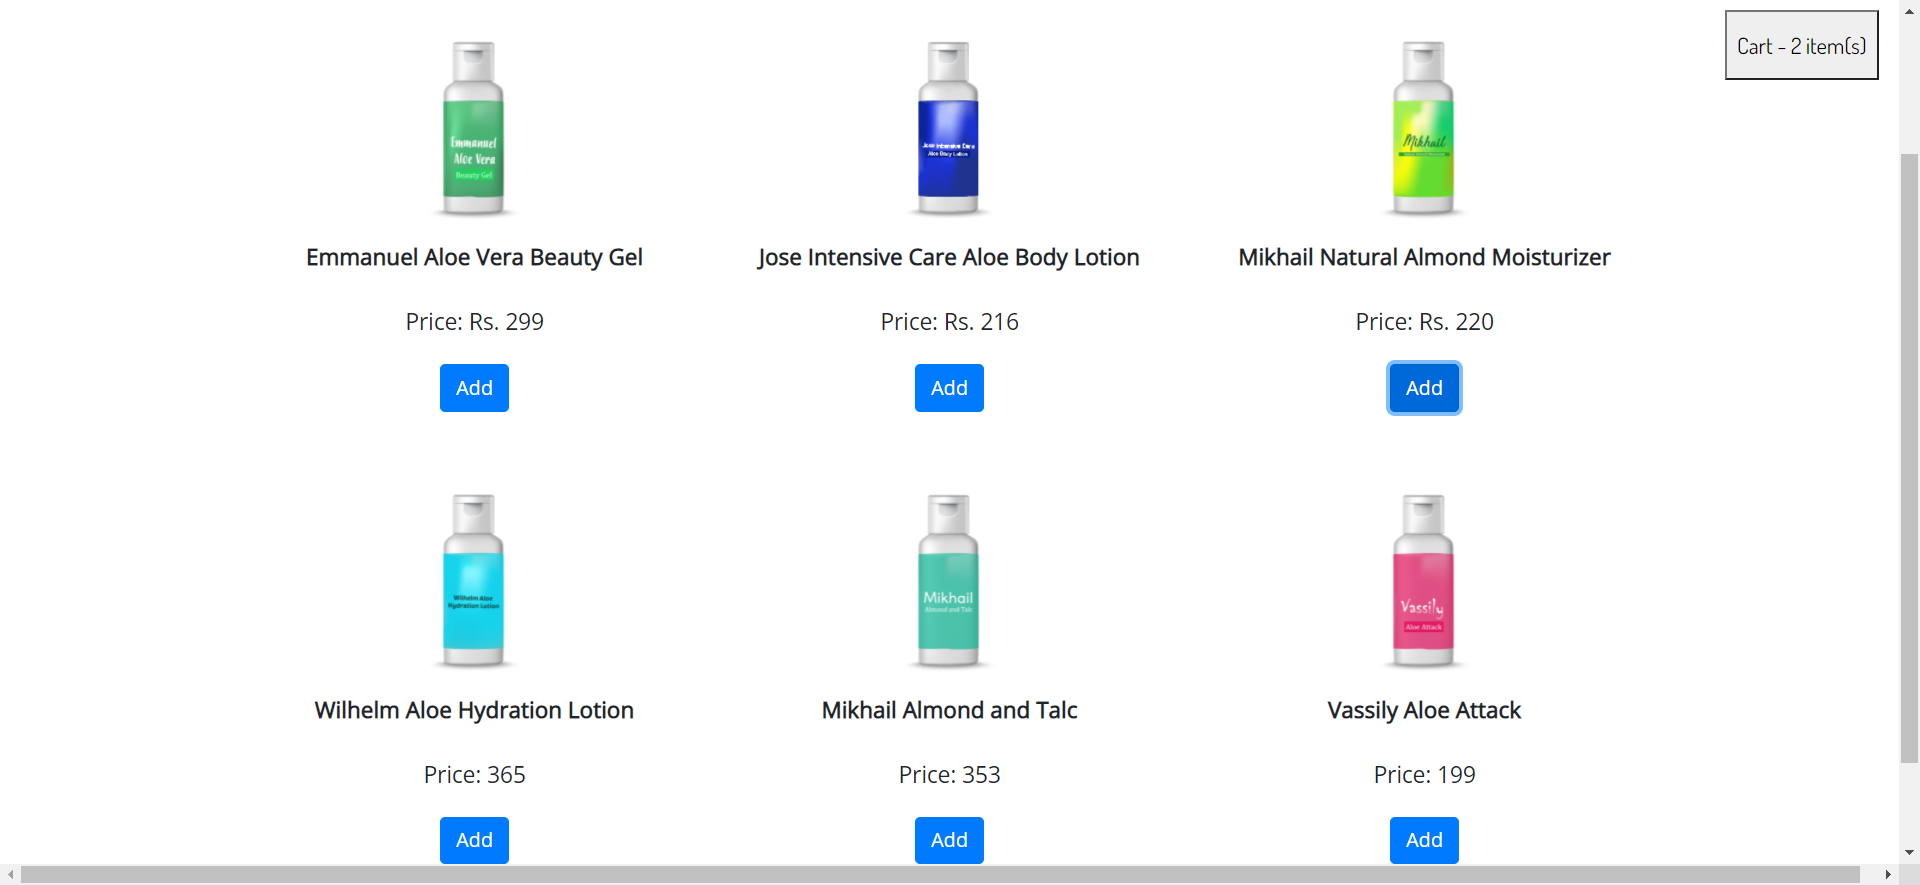 Cart - 2 item(s)
Emmanuel
Aloe Vera
Beauty Gel
Jose Intensive Care
Aloe Body Lotion
Mikhail
Emmanuel Aloe Vera Beauty Gel
Jose Intensive Care Aloe Body Lotion
Mikhail Natural Almond Moisturizer
Price: Rs. 299
Price: Rs. 216
Price: Rs. 220
Add
Add
Add
Wilhelm Aloe
Hydration Lotion
Mikhail
Almond and Talc
Vassily
Aloe Attack
Wilhelm Aloe Hydration Lotion
Mikhail Almond and Talc
Vassily Aloe Attack
Price: 365
Price: 353
Price: 199
Add
Add
Add